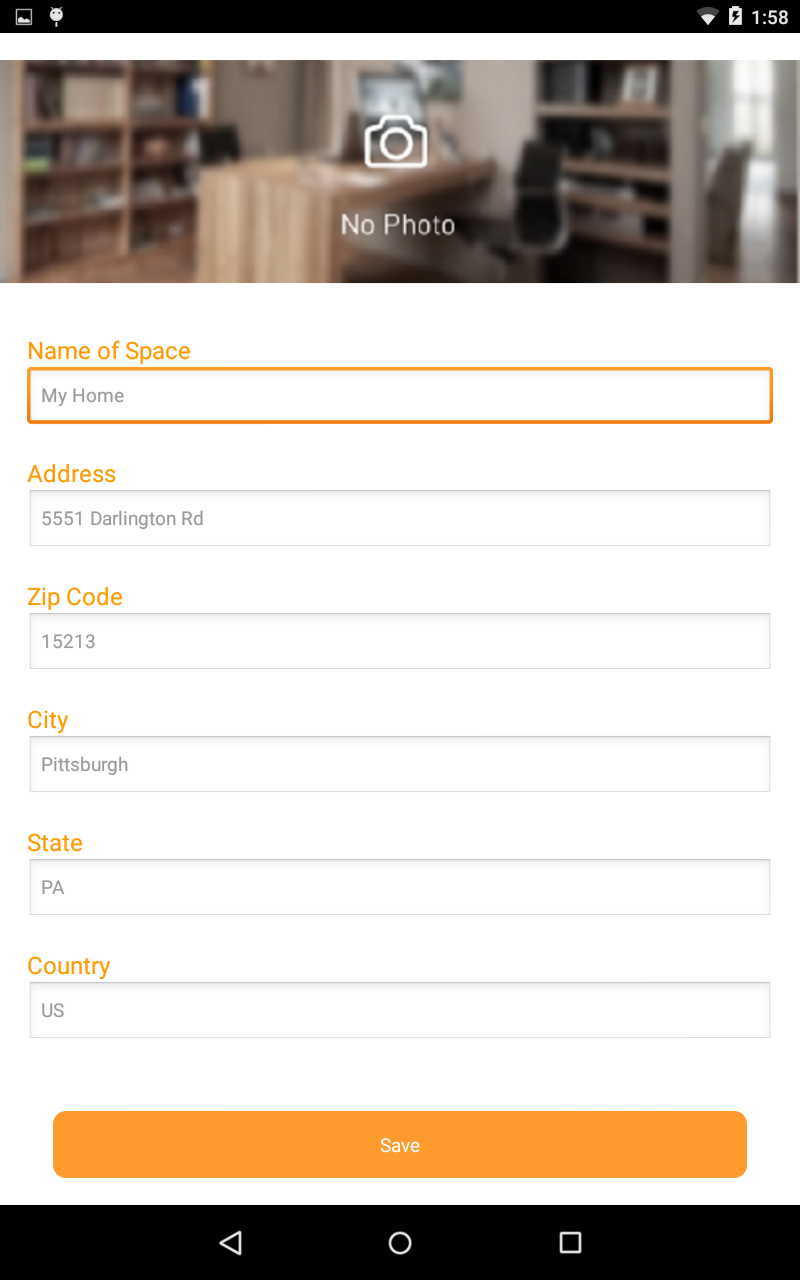 1:58
No Photo
Name of Space
My Home
Address
5551 Darlington Rd
Zip Code
15213
City
Pittsburgh
State
PA
Country
US
Save